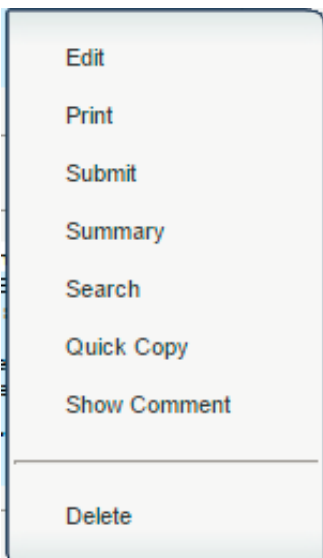 Edit
Print
Submit
Summary
Search
Quick Copy
Show Comment
Delete